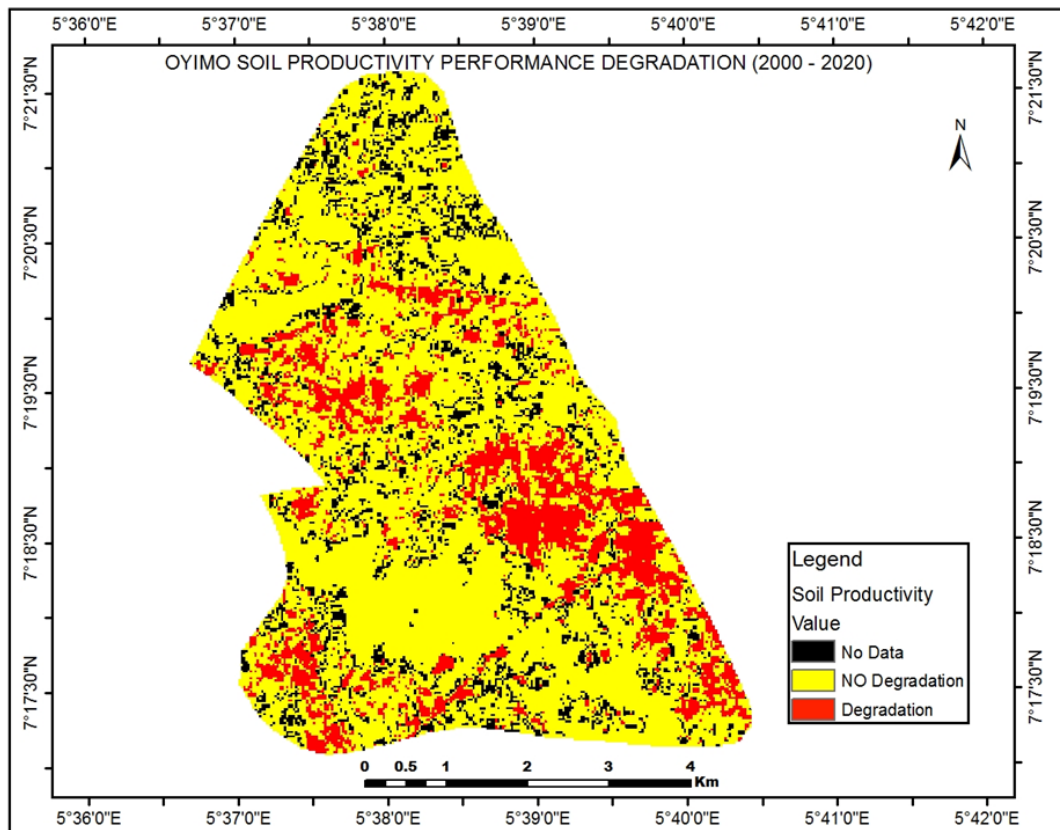 5°36'0"E 5°37'0"E 5°38'0"E 5°39'0"E 5°40'0"E 5°41'0"E 5°42'0"E
OYIMO SOIL PRODUCTIVITY PERFORMANCE DEGRADATION (2000 - 2020)
7°21'30"N 7°21'30"N
N
7°20'30"N 7°20'30"N
7°19'30"N 7°19'30"N
7°18'30"N 7°18'30"N
Legend
Soil Productivity
Value
No Data
NO Degradation
Degradation
7°17'30"N 7°17'30"N
0 0.5 1 2 3 4
Km
5°36'0"E 5°37'0"E 5°38'0"E 5°39'0"E 5°40'0"E 5°41'0"E 5°42'0"E